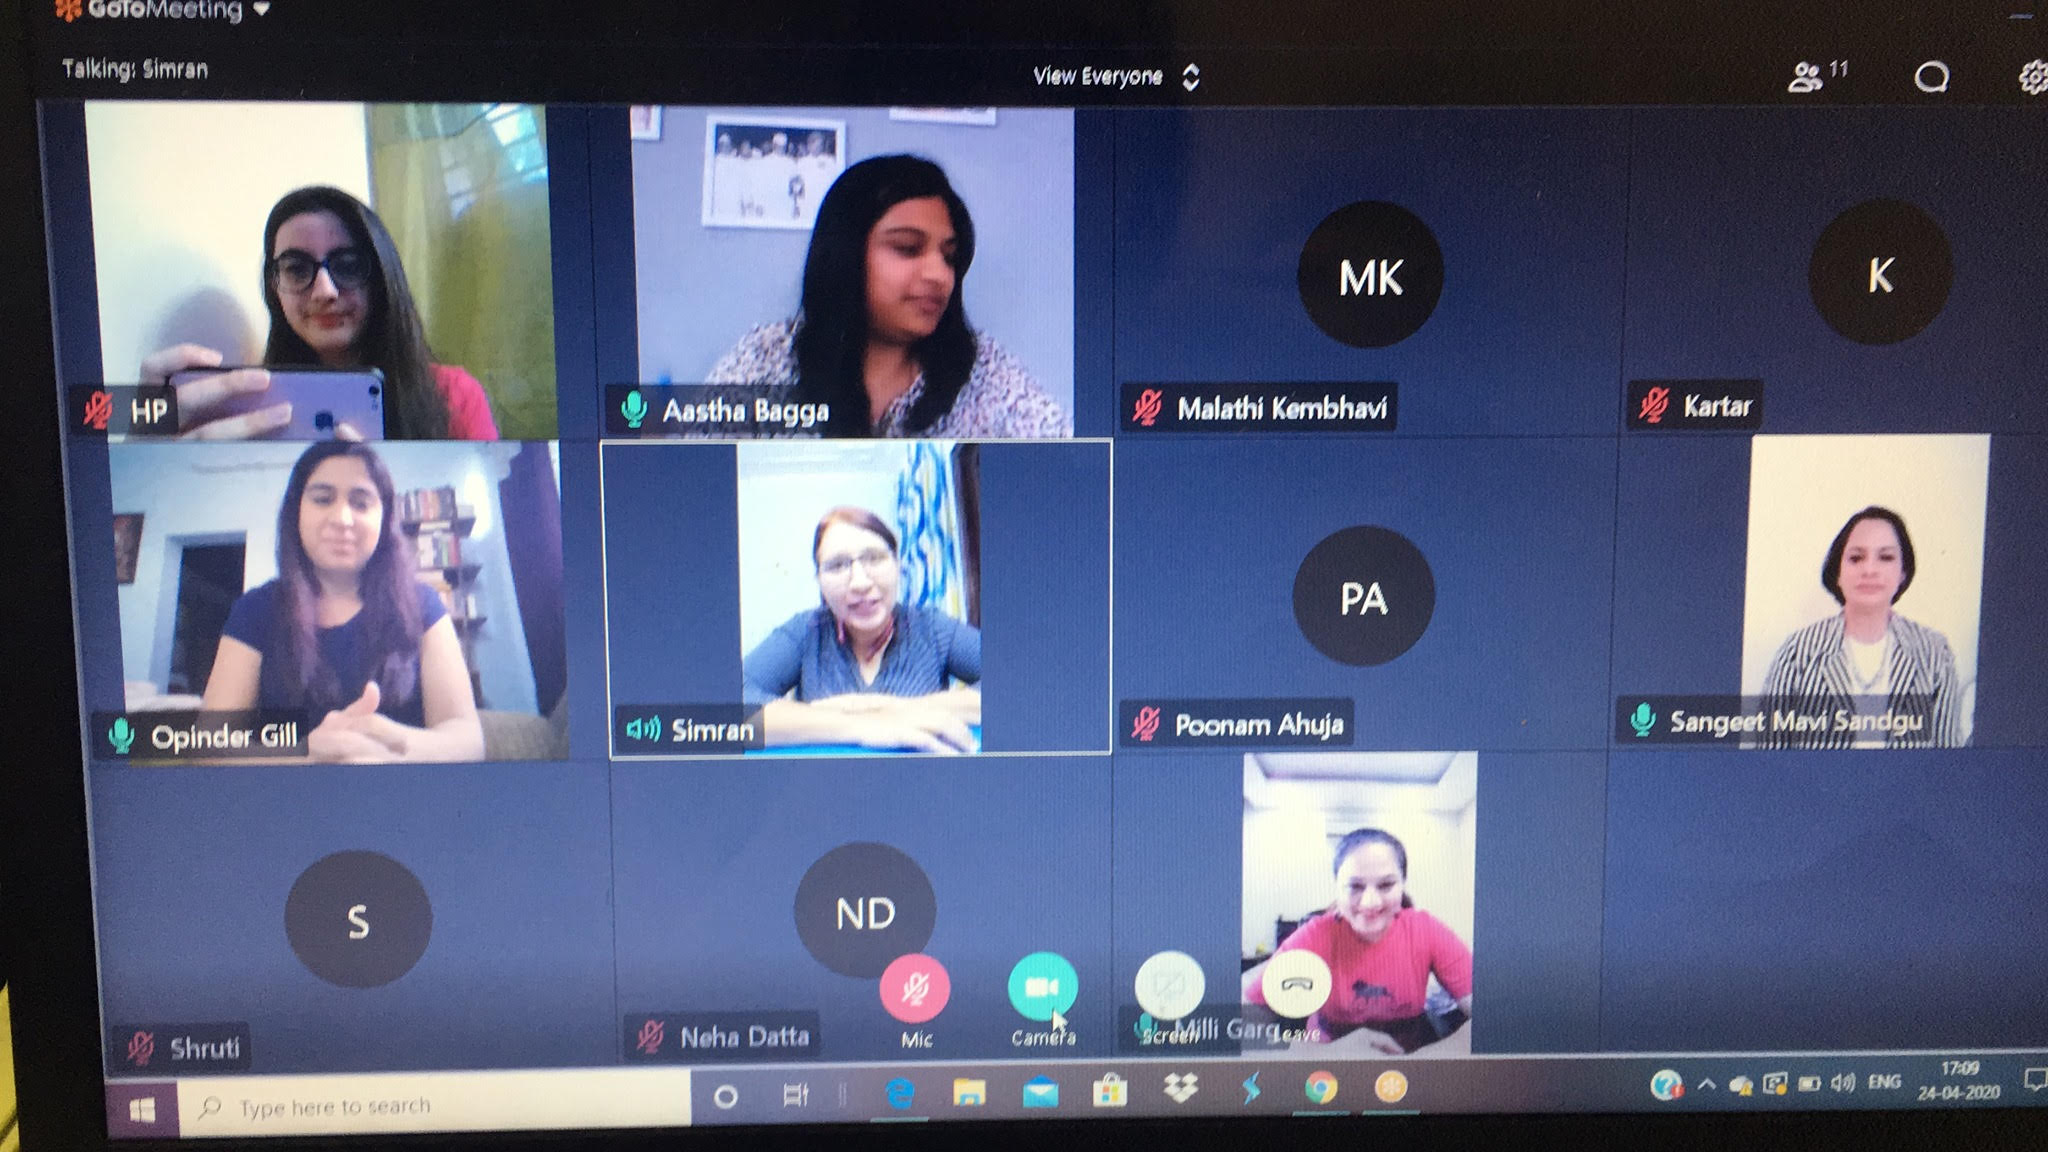 GoToMeeting
Talking: Simran
View Everyone
11
MK
K
HP
Aastha Bagga
Malathi Kembhavi
Kartar
PA
Opinder Gill
Simran
Poonam Ahuja
Sangeet Mavi Sandgu
S
ND
Shruti
Neha Datta
Mic
Camera
Screen
Milli Garg
Leave
Type here to search
ENG
17:09
24-04-2020